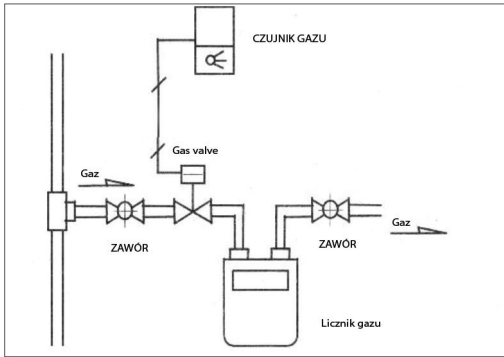 CZUJNIK GAZU
Gas valve
Gaz
ZAWÓR
ZAWÓR
Gaz
Licznik gazu